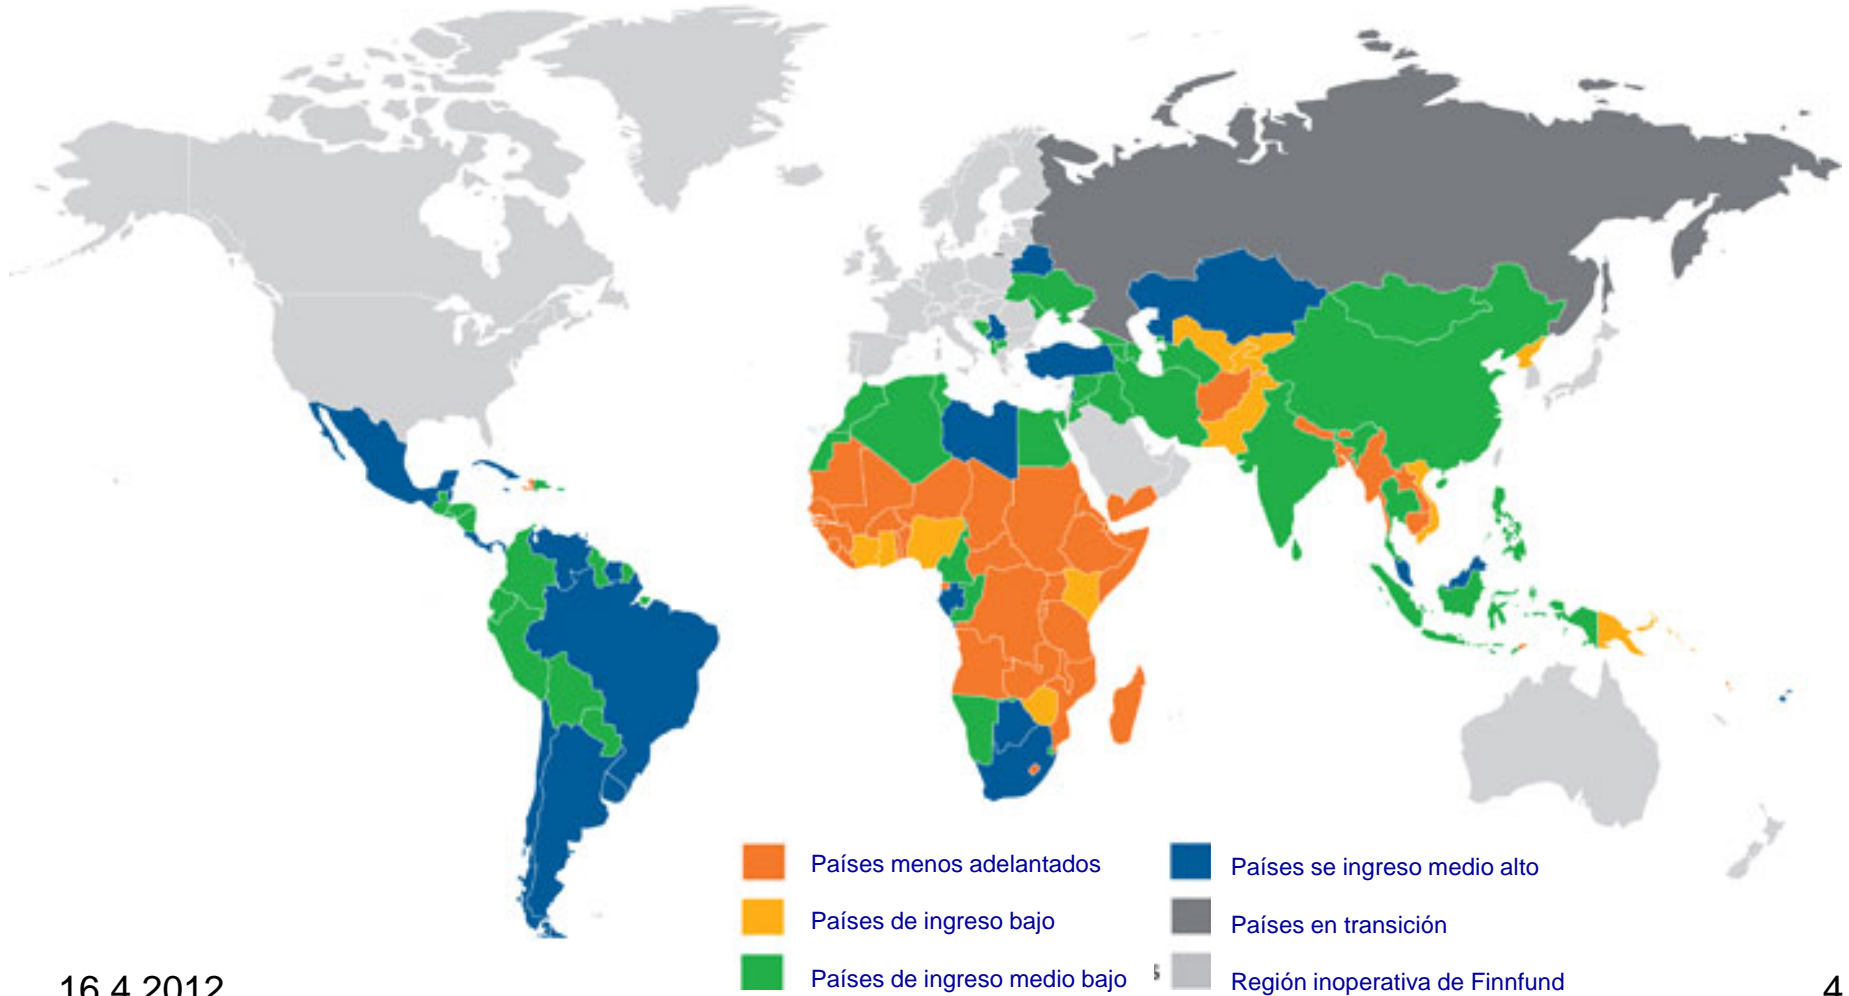 Países menos adelantados
Países de ingreso bajo
Países de ingreso medio bajo
Países se ingreso medio alto
Países en transición
Región inoperativa de Finnfund
16.4.2012
4